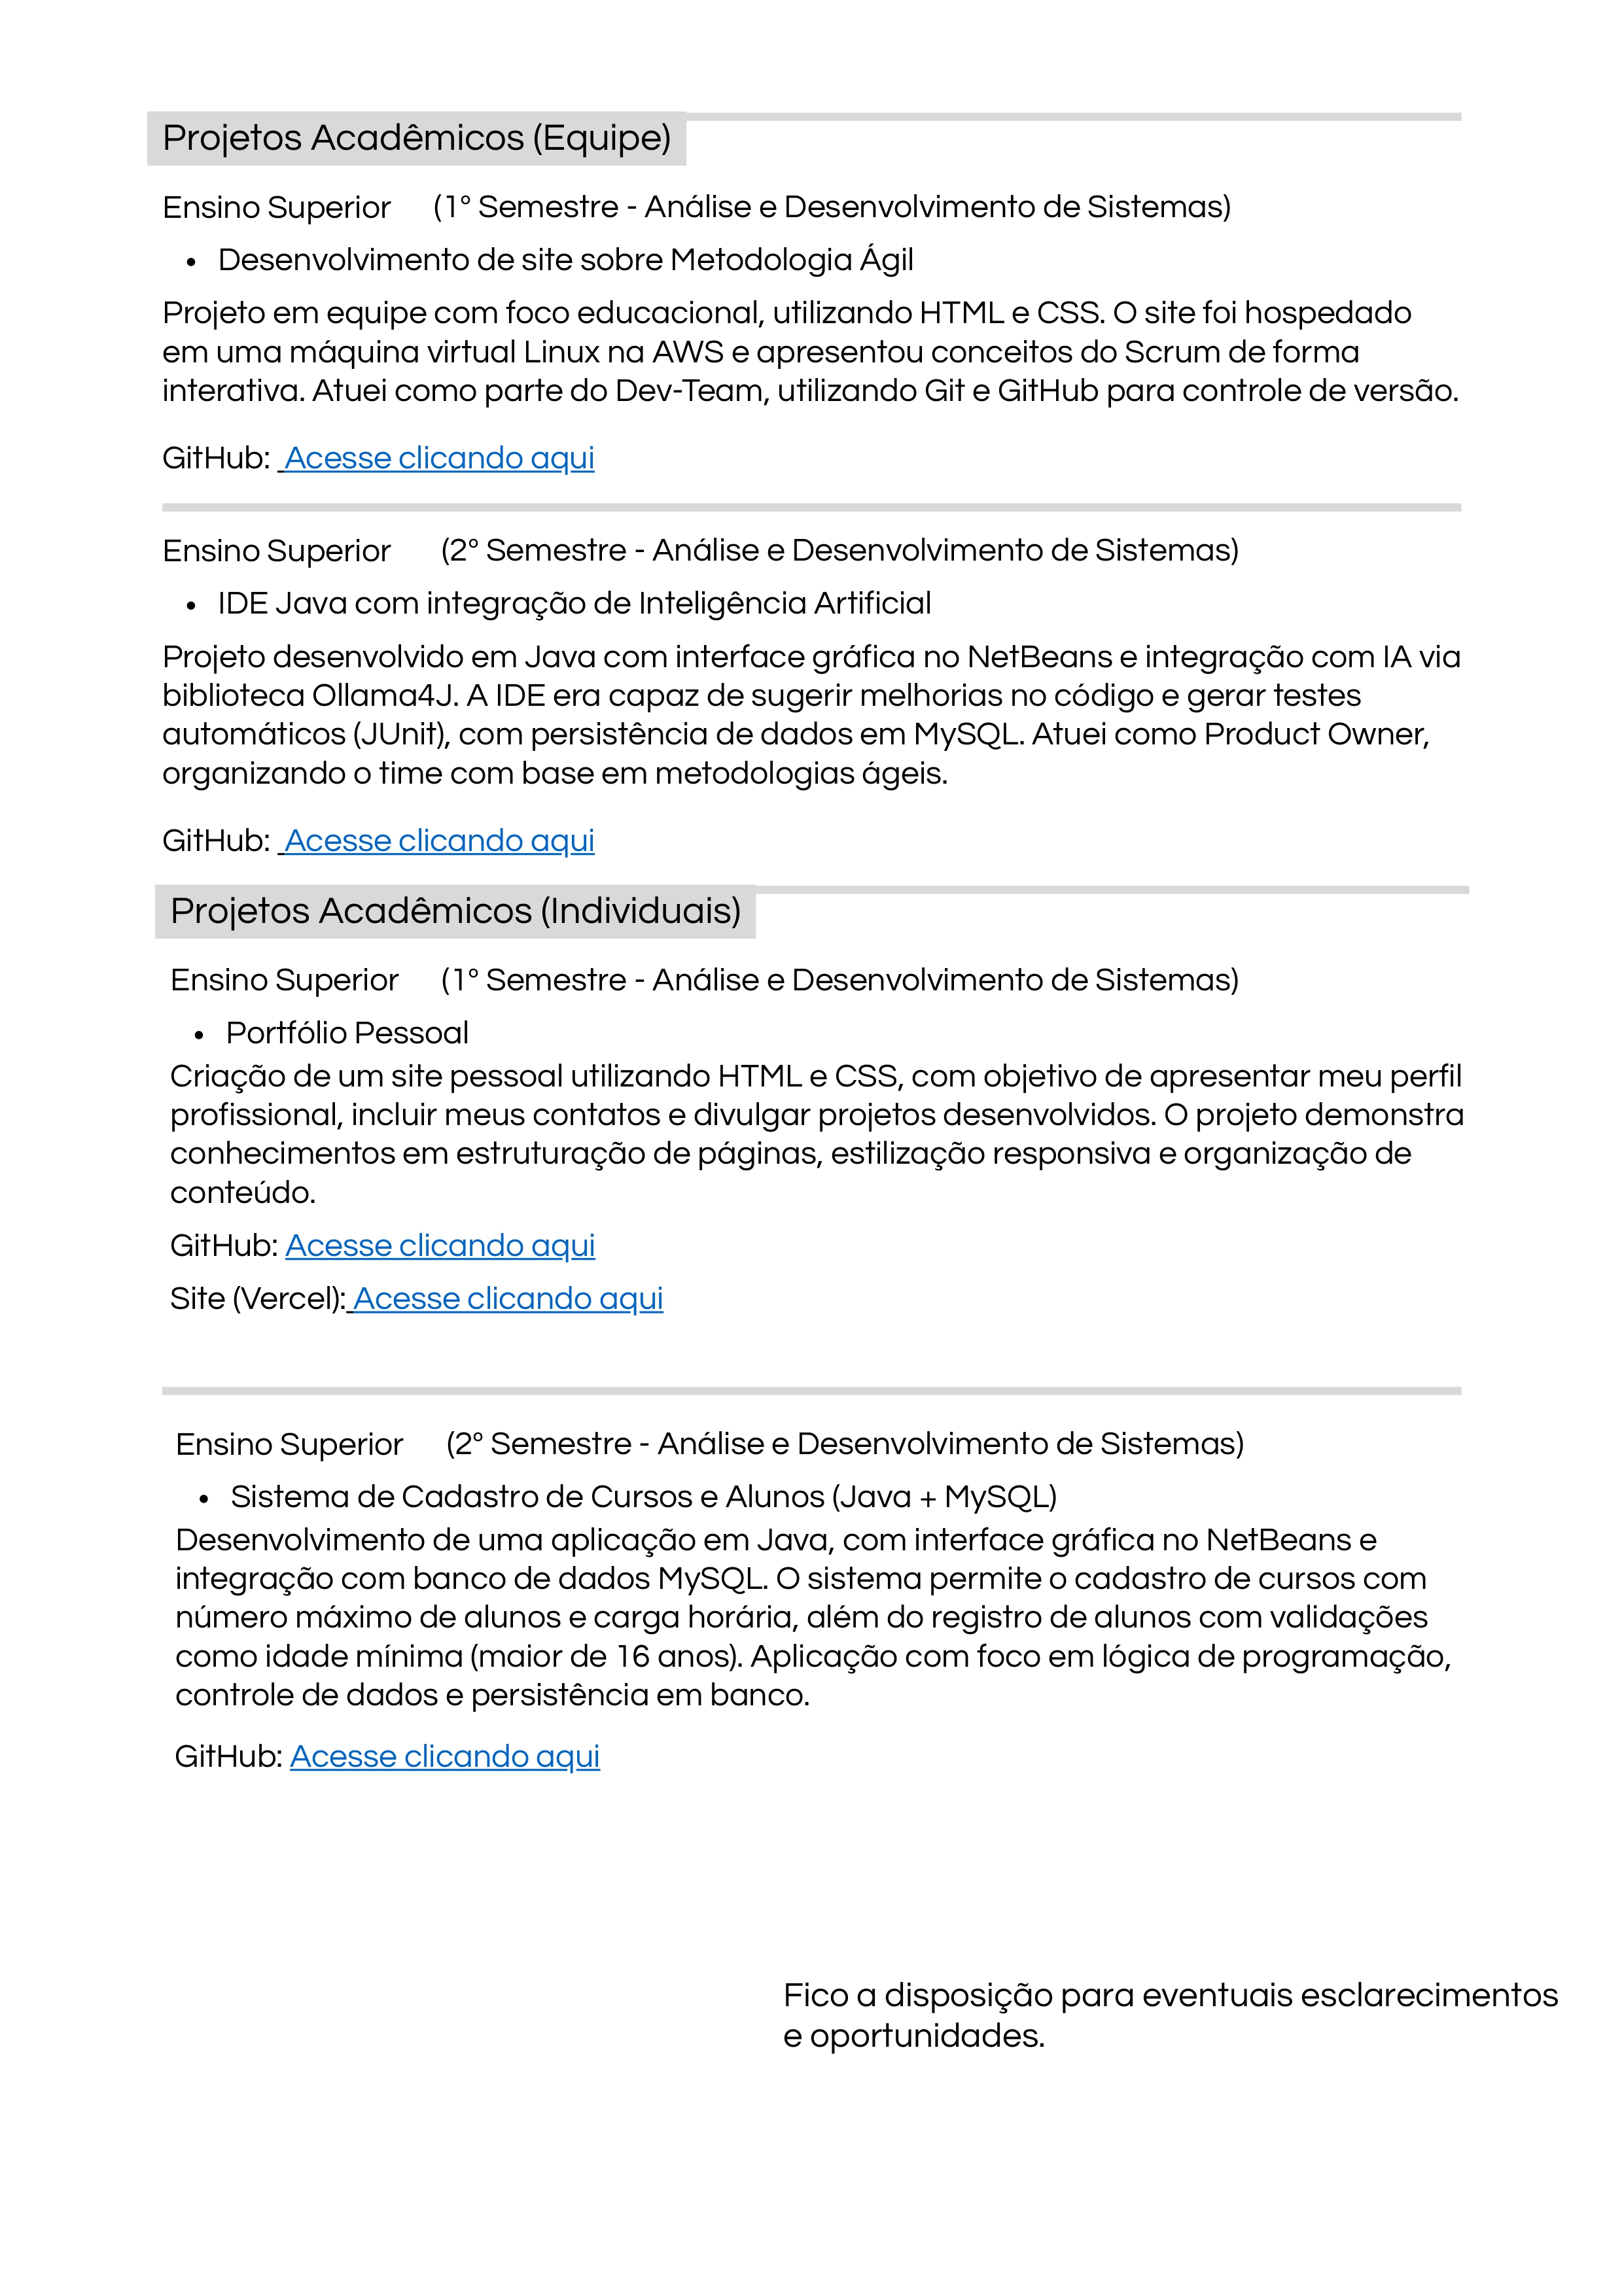 Projetos Acadêmicos (Equipe)
Ensino Superior (1° Semestre - Análise e Desenvolvimento de Sistemas)
• Desenvolvimento de site sobre Metodologia Ágil
Projeto em equipe com foco educacional, utilizando HTML e CSS. O site foi hospedado
em uma máquina virtual Linux na AWS e apresentou conceitos do Scrum de forma
interativa. Atuei como parte do Dev-Team, utilizando Git e GitHub para controle de versão.
GitHub: Acesse clicando aqui
Ensino Superior (2° Semestre - Análise e Desenvolvimento de Sistemas)
• IDE Java com integração de Inteligência Artificial
Projeto desenvolvido em Java com interface gráfica no NetBeans e integração com IA via
biblioteca Ollama4J. A IDE era capaz de sugerir melhorias no código e gerar testes
automáticos (JUnit), com persistência de dados em MySQL. Atuei como Product Owner,
organizando o time com base em metodologias ágeis.
GitHub: Acesse clicando aqui
Projetos Acadêmicos (Individuais)
Ensino Superior (1° Semestre - Análise e Desenvolvimento de Sistemas)
• Portfólio Pessoal
Criação de um site pessoal utilizando HTML e CSS, com objetivo de apresentar meu perfil
profissional, incluir meus contatos e divulgar projetos desenvolvidos. O projeto demonstra
conhecimentos em estruturação de páginas, estilização responsiva e organização de
conteúdo.
GitHub: Acesse clicando aqui
Site (Vercel): Acesse clicando aqui
Ensino Superior (2° Semestre - Análise e Desenvolvimento de Sistemas)
• Sistema de Cadastro de Cursos e Alunos (Java + MySQL)
Desenvolvimento de uma aplicação em Java, com interface gráfica no NetBeans e
integração com banco de dados MySQL. O sistema permite o cadastro de cursos com
número máximo de alunos e carga horária, além do registro de alunos com validações
como idade mínima (maior de 16 anos). Aplicação com foco em lógica de programação,
controle de dados e persistência em banco.
GitHub: Acesse clicando aqui
Fico a disposição para eventuais esclarecimentos
e oportunidades.